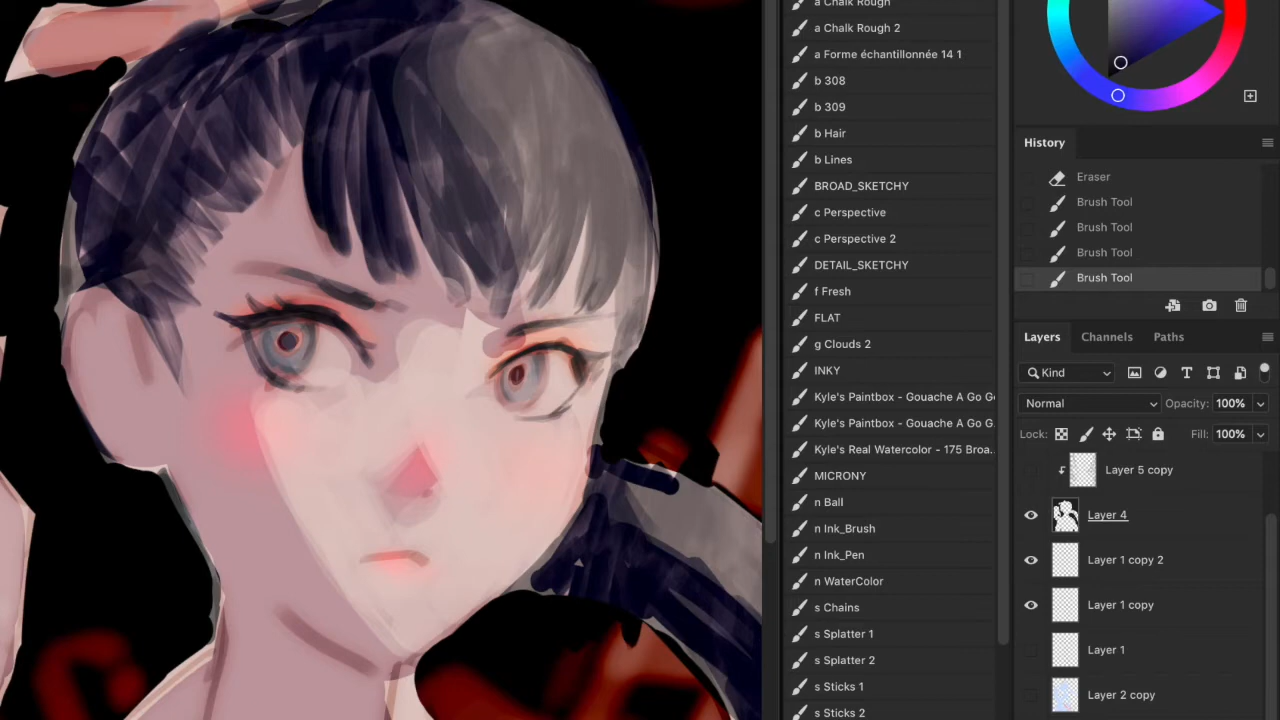 a Chalk Rough
a Chalk Rough 2
a Forme échantillonnée 14 1
b 308
b 309
b Hair
b Lines
BROAD_SKETCHY
c Perspective
c Perspective 2
DETAIL_SKETCHY
f Fresh
FLAT
g Clouds 2
INKY
Kyle's Paintbox - Gouache A Go G
Kyle's Paintbox - Gouache A Go G.
Kyle's Real Watercolor - 175 Broa...
MICRONY
n Ball
n Ink_Brush
n Ink_Pen
n WaterColor
s Chains
s Splatter 1
s Splatter 2
s Sticks 1
s Sticks 2
History
Eraser
Brush Tool
Brush Tool
Brush Tool
Brush Tool
Layers Channels Paths
Kind
Normal Opacity: 100%
Lock: Fill: 100%
Layer 5 copy
Layer 4
Layer 1 copy 2
Layer 1 copy
Layer 1
Layer 2 copy